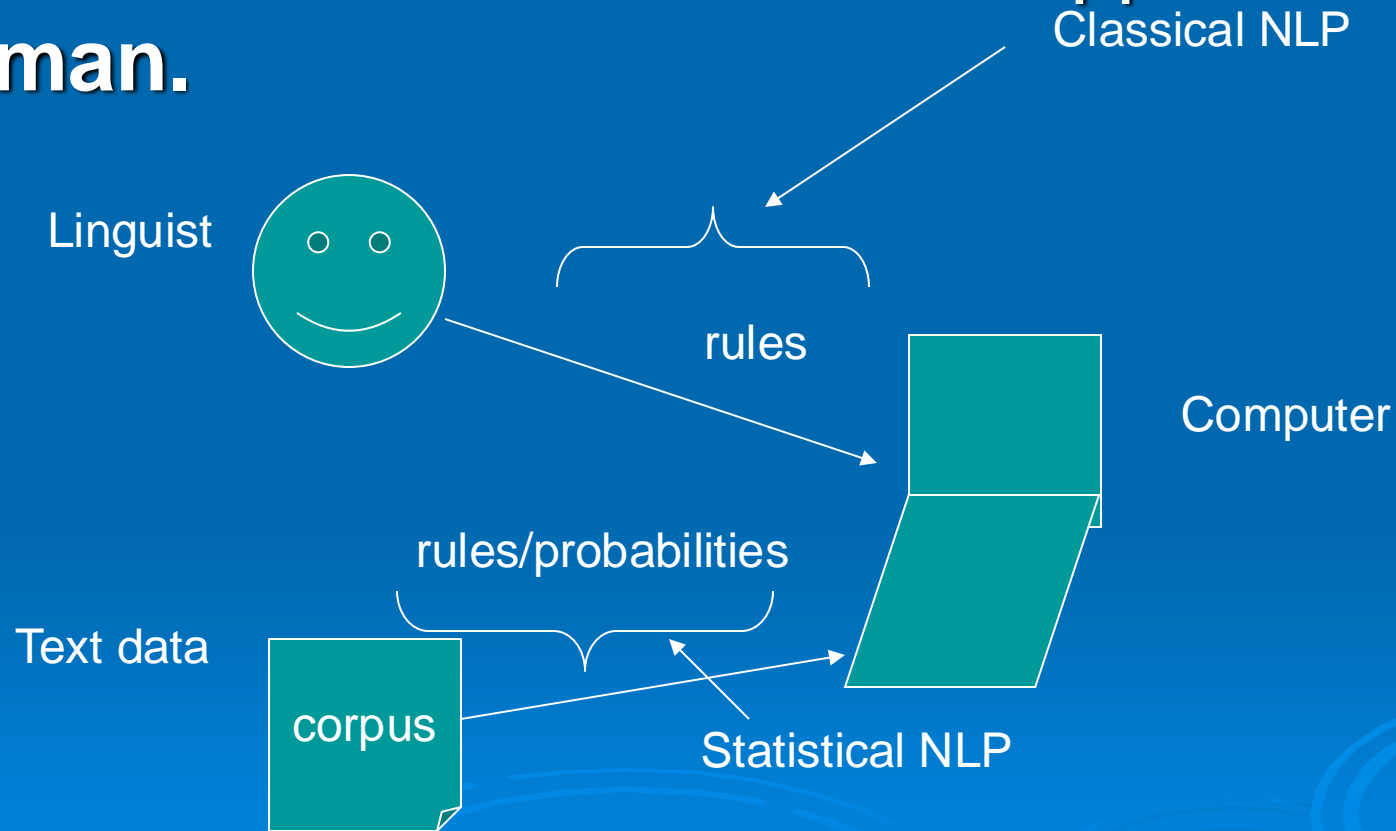 Classical NLP
man.
Linguist
rules
Computer
rules/probabilities
Text data
corpus
Statistical NLP